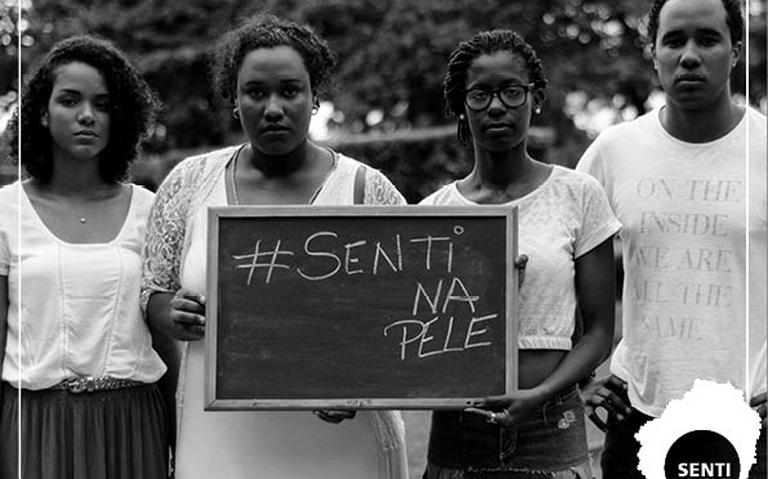 #SENTi
NA
PELE
ON THE
INSIDE
WE ARE
ALL THE
SAME
SENTI